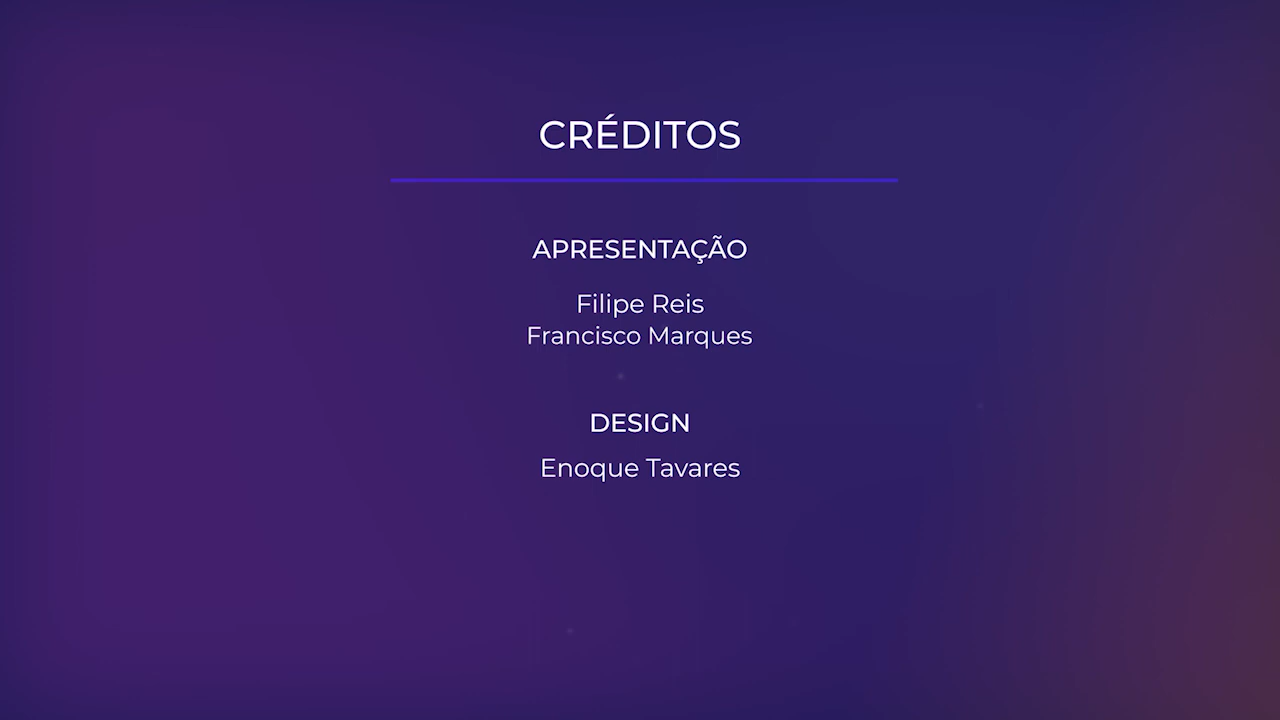 CRÉDITOS
APRESENTAÇÃO
Filipe Reis
Francisco Marques
DESIGN
Enoque Tavares